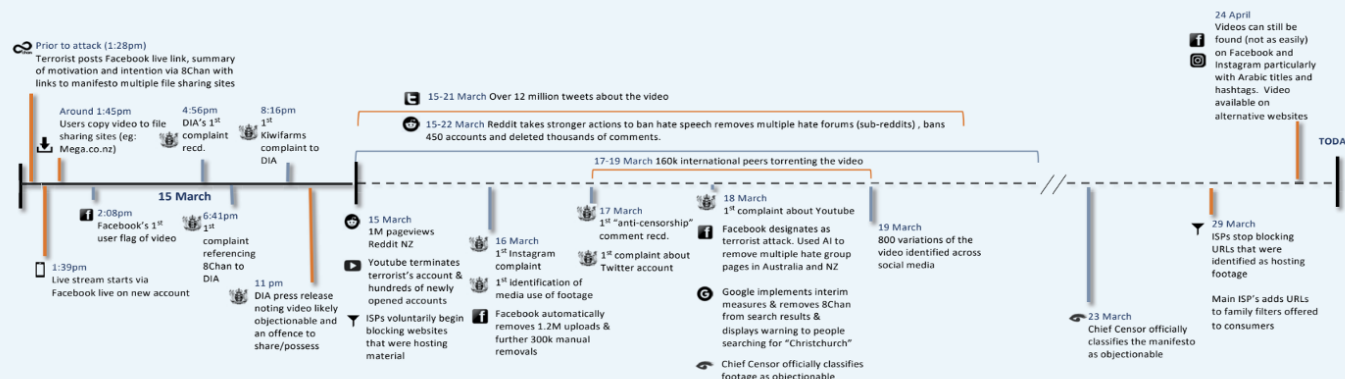 Prior to attack (1:28pm)
Terrorist posts Facebook live link, summary
of motivation and intention via 8Chan with
links to manifesto multiple file sharing sites
Around 1:45pm
Users copy video to file
sharing sites (eg:
Mega.co.nz)
4:56pm
DIA's 1st
complaint
recd.
8:16pm
1st
Kiwifarms
complaint to
DIA
15-21 March Over 12 million tweets about the video
15-22 March Reddit takes stronger actions to ban hate speech removes multiple hate forums (sub-reddits) , bans
450 accounts and deleted thousands of comments.
17-19 March 160k international peers torrenting the video
24 April
Videos can still be
found (not as easily)
on Facebook and
Instagram particularly
with Arabic titles and
hashtags. Video
available on
alternative websites
TODA
15 March
1:39pm
Live stream starts via
Facebook live on new account
2:08pm
Facebook's 1st
user flag of video
6:41pm
1st
complaint
referencing
8Chan to
DIA
11 pm
DIA press release
noting video likely
objectionable and
an offence to
share/possess
15 March
1M pageviews
Reddit NZ
Youtube terminates
terrorist's account &
hundreds of newly
opened accounts
ISPs voluntarily begin
blocking websites
that were hosting
material
16 March
1st Instagram
complaint
1st identification of
media use of footage
Facebook automatically
removes 1.2M uploads &
further 300k manual
removals
17 March
1st "anti-censorship"
comment recd.
1st complaint about
Twitter account
18 March
1st complaint about Youtube
Facebook designates as
terrorist attack. Used AI to
remove multiple hate group
pages in Australia and NZ
Google implements interim
measures & removes 8Chan
from search results &
displays warning to people
searching for "Christchurch"
Chief Censor officially classifies
footage as objectionable
19 March
800 variations of the
video identified across
social media
23 March
Chief Censor officially
classifies the manifesto
as objectionable
29 March
ISPs stop blocking
URLs that were
identified as hosting
footage
Main ISP's adds URLs
to family filters offered
to consumers